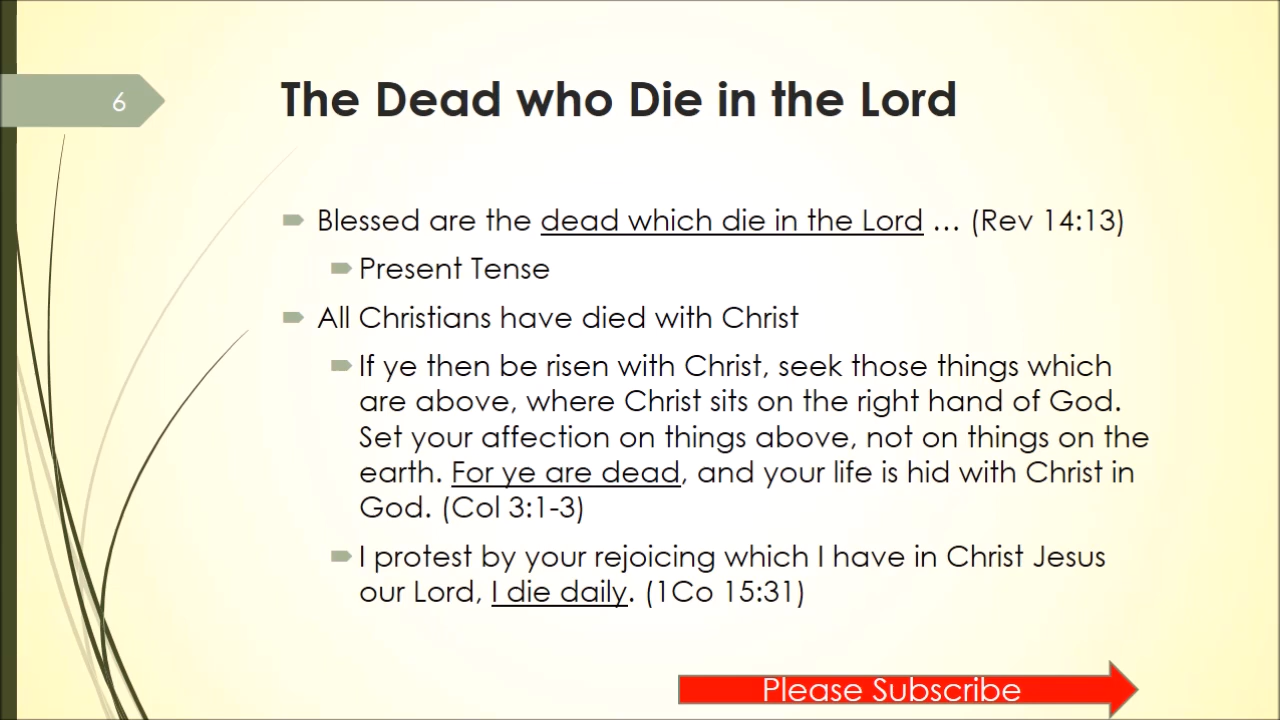 6
The Dead who Die in the Lord
Blessed are the dead which die in the Lord … (Rev 14:13)
Present Tense
All Christians have died with Christ
If ye then be risen with Christ, seek those things which
are above, where Christ sits on the right hand of God.
Set your affection on things above, not on things on the
earth. For ye are dead, and your life is hid with Christ in
God. (Col 3:1-3)
I protest by your rejoicing which I have in Christ Jesus
our Lord, I die daily. (1Co 15:31)
Please Subscribe